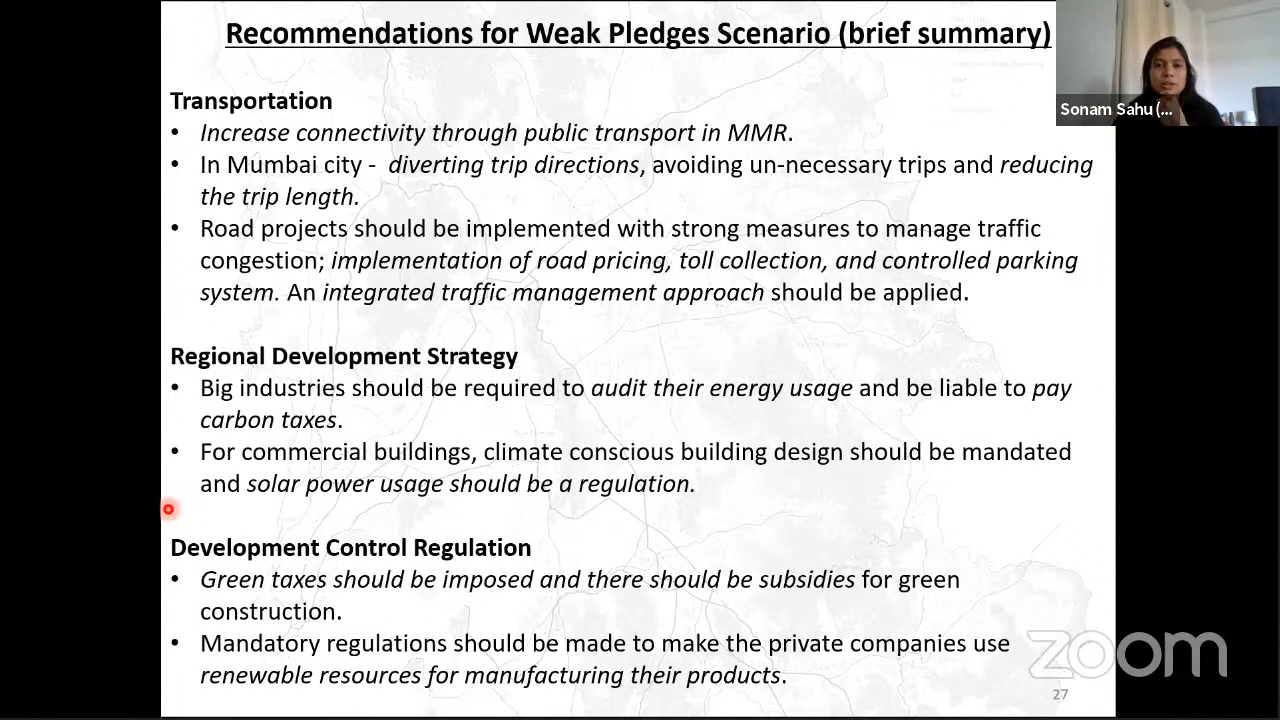 Recommendations for Weak Pledges Scenario (brief summary)
Sonam Sahu (...
Transportation
• Increase connectivity through public transport in MMR.
• In Mumbai city - diverting trip directions, avoiding un-necessary trips and reducing
the trip length.
• Road projects should be implemented with strong measures to manage traffic
congestion; implementation of road pricing, toll collection, and controlled parking
system. An integrated traffic management approach should be applied.
Regional Development Strategy
• Big industries should be required to audit their energy usage and be liable to pay
carbon taxes.
• For commercial buildings, climate conscious building design should be mandated
and solar power usage should be a regulation.
Development Control Regulation
• Green taxes should be imposed and there should be subsidies for green
construction.
• Mandatory regulations should be made to make the private companies use
renewable resources for manufacturing their products.
zoom
27